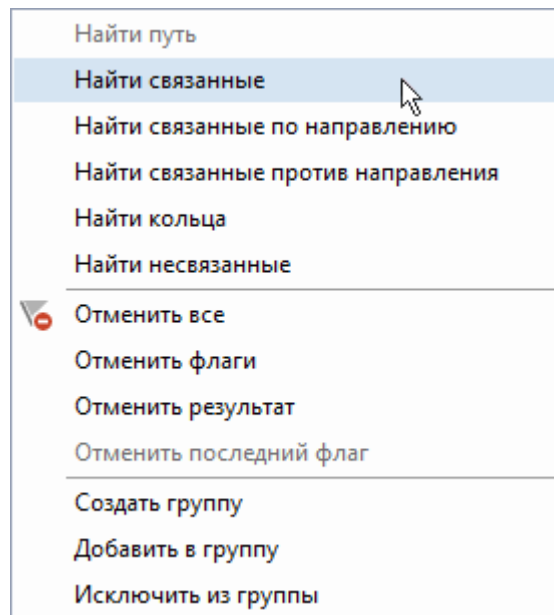 Найти путь
Найти связанные
Найти связанные по направлению
Найти связанные против направления
Найти кольца
Найти несвязанные
Отменить все
Отменить флаги
Отменить результат
Отменить последний флаг
Создать группу
Добавить в группу
Исключить из группы